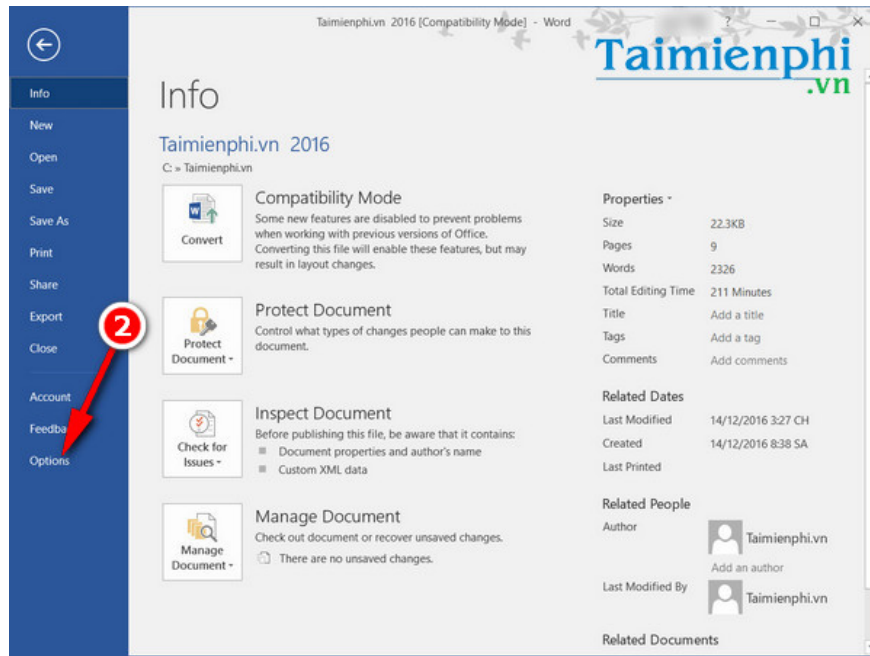 Taimienphi.vn 2016 [Compatibility Mode] - Word
?
Taimienphi
.vn
Info
New
Open
Save
Save As
Print
Share
Export
Close
Account
Options
2
Info
Taimienphi.vn 2016
C: » Taimienphi.vn
Convert
Compatibility Mode
Some new features are disabled to prevent problems
when working with previous versions of Office.
Converting this file will enable these features, but may
result in layout changes.
Protect
Document
Protect Document
Control what types of changes people can make to this
document.
Check for
Issues
Inspect Document
Before publishing this file, be aware that it contains:
Document properties and author's name
Custom XML data
Manage
Document
Manage Document
Check out document or recover unsaved changes.
There are no unsaved changes.
Properties
Size 22.3KB
Pages 9
Words 2326
Total Editing Time 211 Minutes
Title Add a title
Tags Add a tag
Comments Add comments
Related Dates
Last Modified 14/12/2016 3:27 CH
Created 14/12/2016 8:38 SA
Last Printed
Related People
Author Taimienphi.vn
Add an author
Last Modified By Taimienphi.vn
Related Documents